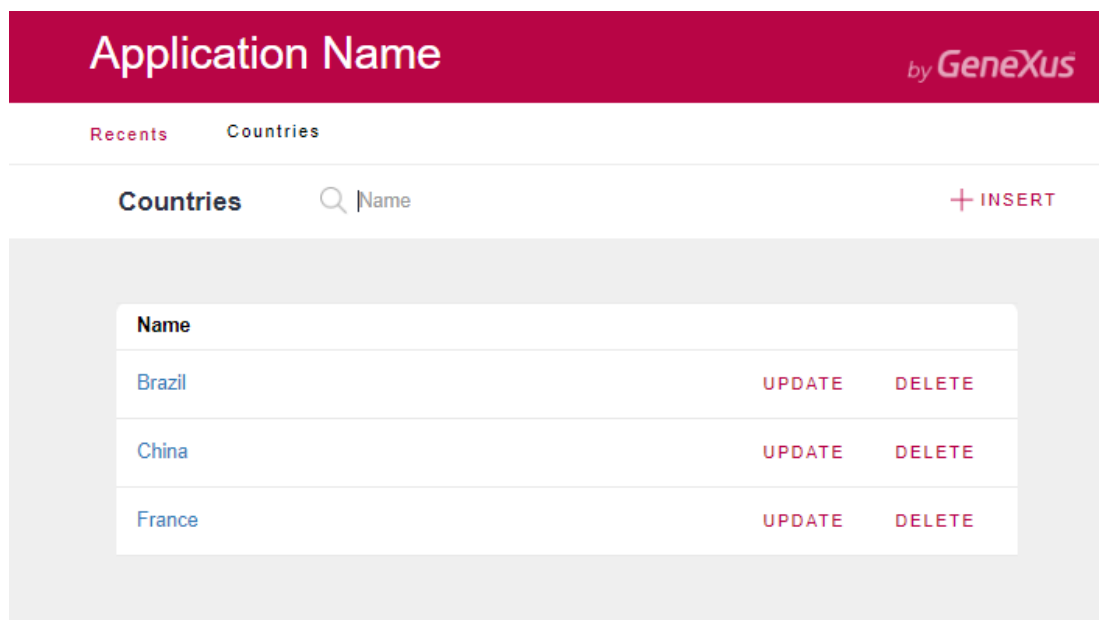 Application Name
by GeneXus
Recents Countries
Countries Name + INSERT
Name
Brazil UPDATE DELETE
China UPDATE DELETE
France UPDATE DELETE